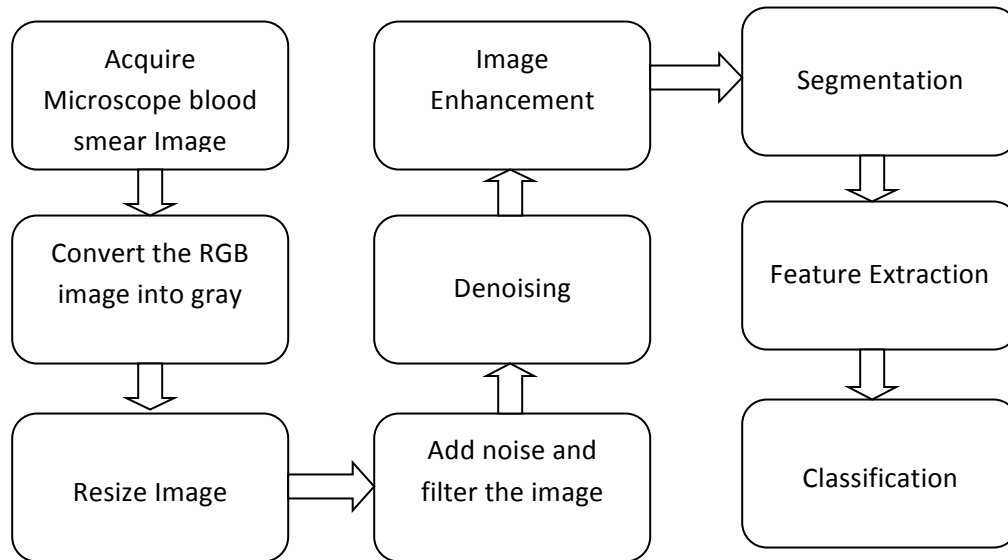 Acquire
Microscope blood
smear Image
Convert the RGB
image into gray
Resize Image
Add noise and
filter the image
Denoising
Image
Enhancement
Segmentation
Feature Extraction
Classification